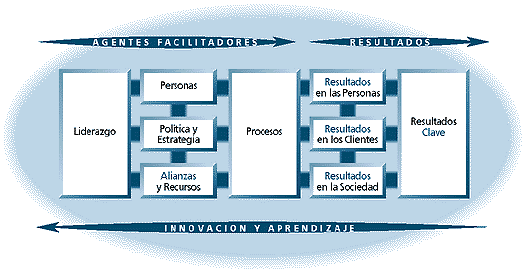 AGENTES FACILITADORES
RESULTADOS
Liderazgo
Personas
Política y
Estrategia
Alianzas
y Recursos
Procesos
Resultados
en las Personas
Resultados
en los Clientes
Resultados
en la Sociedad
Resultados
Clave
INNOVACION Y APRENDIZAJE